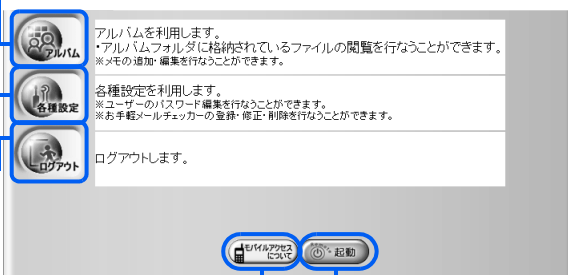 アルバム
アルバムを利用します。
・アルバムフォルダに格納されているファイルの閲覧を行なうことができます。
※メモの追加・編集を行なうことができます。
各種設定
各種設定を利用します。
※ユーザーのパスワード編集を行なうことができます。
※お手軽メールチェッカーの登録・修正・削除を行なうことができます。
ログアウト
ログアウトします。
モバイルアクセス
について
起動